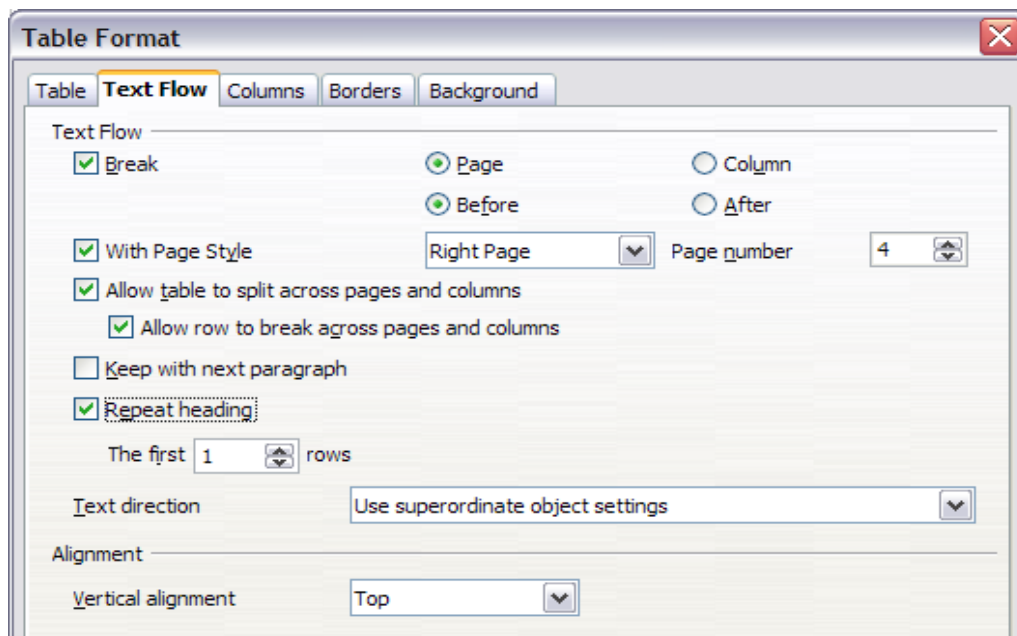 Table Format
Table Text Flow Columns Borders Background
Text Flow
Break Page Column
Before After
With Page Style Right Page Page number 4
Allow table to split across pages and columns
Allow row to break across pages and columns
Keep with next paragraph
Repeat heading
The first 1 rows
Text direction Use superordinate object settings
Alignment
Vertical alignment Top